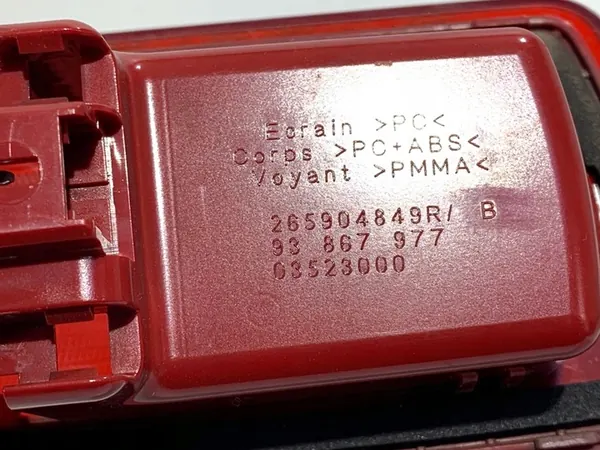 Ecrain >PC<
Corps >PC+ABS<
Voyant >PMMA<
265904849R/ B
93 867 977
03523000